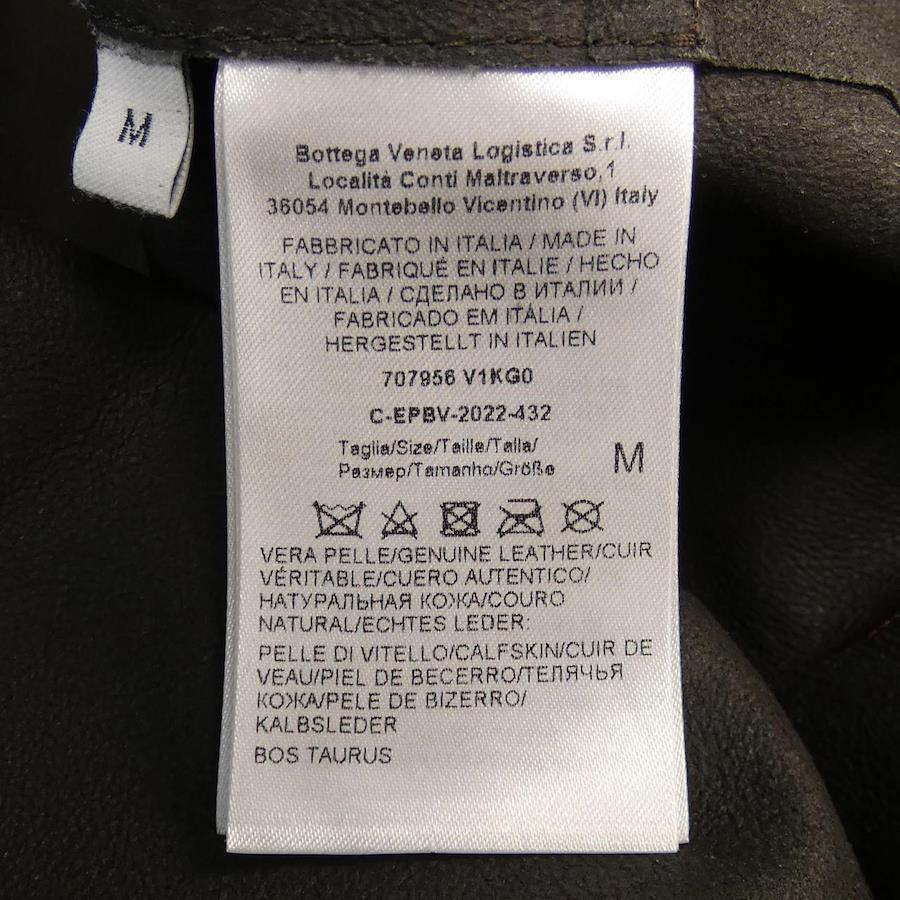 M
Bottega Veneta Logistica S.r.l.
Località Conti Maltraverso,1
36054 Montebello Vicentino (VI) Italy
FABBRICATO IN ITALIA / MADE IN
ITALY / FABRIQUÉ EN ITALIE / HECHO
EN ITALIA / СДЕЛАНО В ИТАЛИИ /
FABRICADO EM ITÁLIA /
HERGESTELLT IN ITALIEN
707956 V1KG0
C-EPBV-2022-432
Taglia/Size/Taille/Talla/
Размер/Tamanho/Größe
M
VERA PELLE/GENUINE LEATHER/CUIR
VÉRITABLE/CUERO AUTENTICO/
НАТУРАЛЬНАЯ КОЖА/COURO
NATURAL/ECHTES LEDER:
PELLE DI VITELLO/CALFSKIN/CUIR DE
VEAU/PIEL DE BECERRO/ТЕЛЯЧЬЯ
КОЖА/PELE DE BIZERRO/
KALBSLEDER
BOS TAURUS